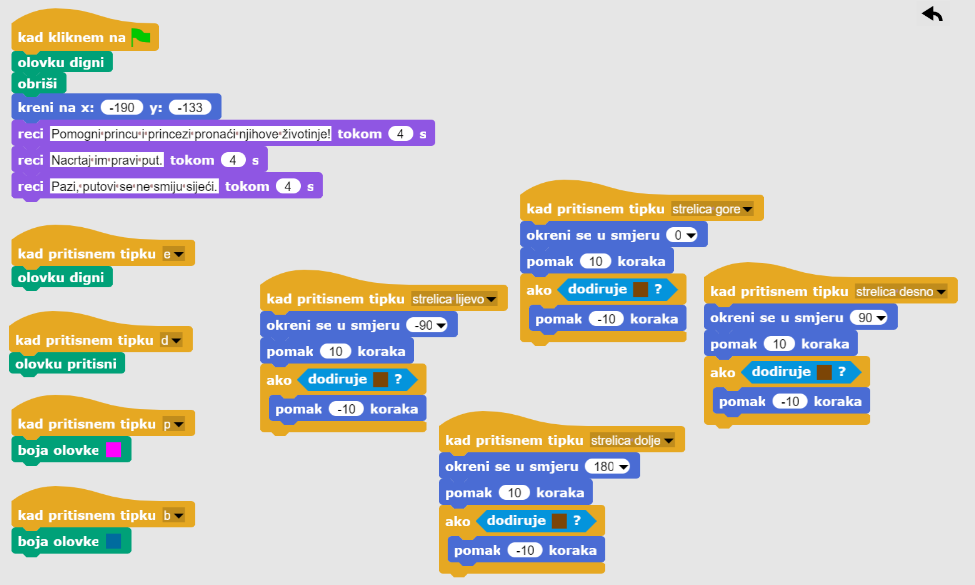 kad kliknem na
olovku digni
obriši
kreni na x: -190 y: -133
reci Pomogni princu i princezi pronaći njihove životinje! tokom 4 s
reci Nacrtaj im pravi put. tokom 4 s
reci Pazi, putovi se ne smiju sijeći. tokom 4 s
kad pritisnem tipku e
olovku digni
kad pritisnem tipku d
olovku pritisni
kad pritisnem tipku p
boja olovke
kad pritisnem tipku b
boja olovke
kad pritisnem tipku strelica lijevo
okreni se u smjeru -90
pomak 10 koraka
ako dodiruje ?
pomak -10 koraka
kad pritisnem tipku strelica gore
okreni se u smjeru 0
pomak 10 koraka
ako dodiruje ?
pomak -10 koraka
kad pritisnem tipku strelica dolje
okreni se u smjeru 180
pomak 10 koraka
ako dodiruje ?
pomak -10 koraka
kad pritisnem tipku strelica desno
okreni se u smjeru 90
pomak 10 koraka
ako dodiruje ?
pomak -10 koraka